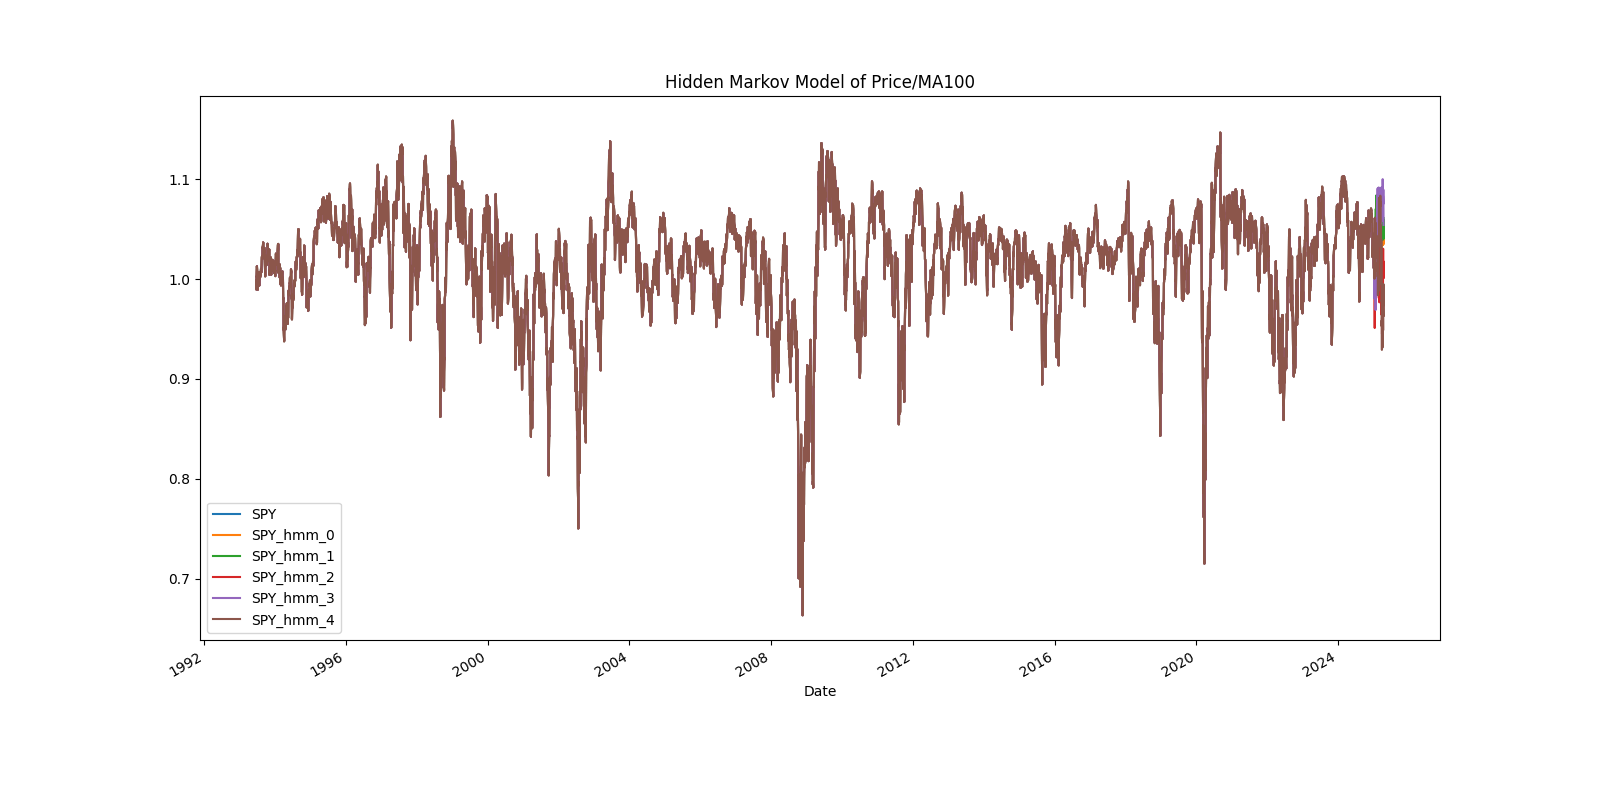 Hidden Markov Model of Price/MA100
1.1
1.0
0.9
0.8
0.7
SPY
SPY_hmm_0
SPY_hmm_1
SPY_hmm_2
SPY_hmm_3
SPY_hmm_4
1992 1996 2000 2004 2008 2012 2016 2020 2024
Date